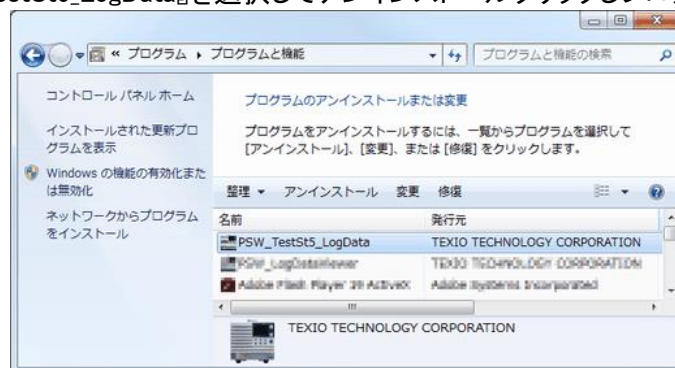 estSt5_LogData』を選択してアンインストールクリックし
« プログラム ▸ プログラムと機能
プログラムと機能の検索
コントロール パネル ホーム
インストールされた更新プロ
グラムを表示
Windows の機能の有効化また
は無効化
ネットワークからプログラム
をインストール
プログラムのアンインストールまたは変更
プログラムをアンインストールするには、一覧からプログラムを選択して
[アンインストール]、[変更]、または [修復] をクリックします。
整理 ▼ アンインストール 変更 修復
名前 発行元
PSW_TestSt5_LogData TEXIO TECHNOLOGY CORPORATION
PSW_LogDataViewer TEXIO TECHNOLOGY CORPORATION
Adobe Flash Player 19 ActiveX Adobe Systems Incorporated
TEXIO TECHNOLOGY CORPORATION